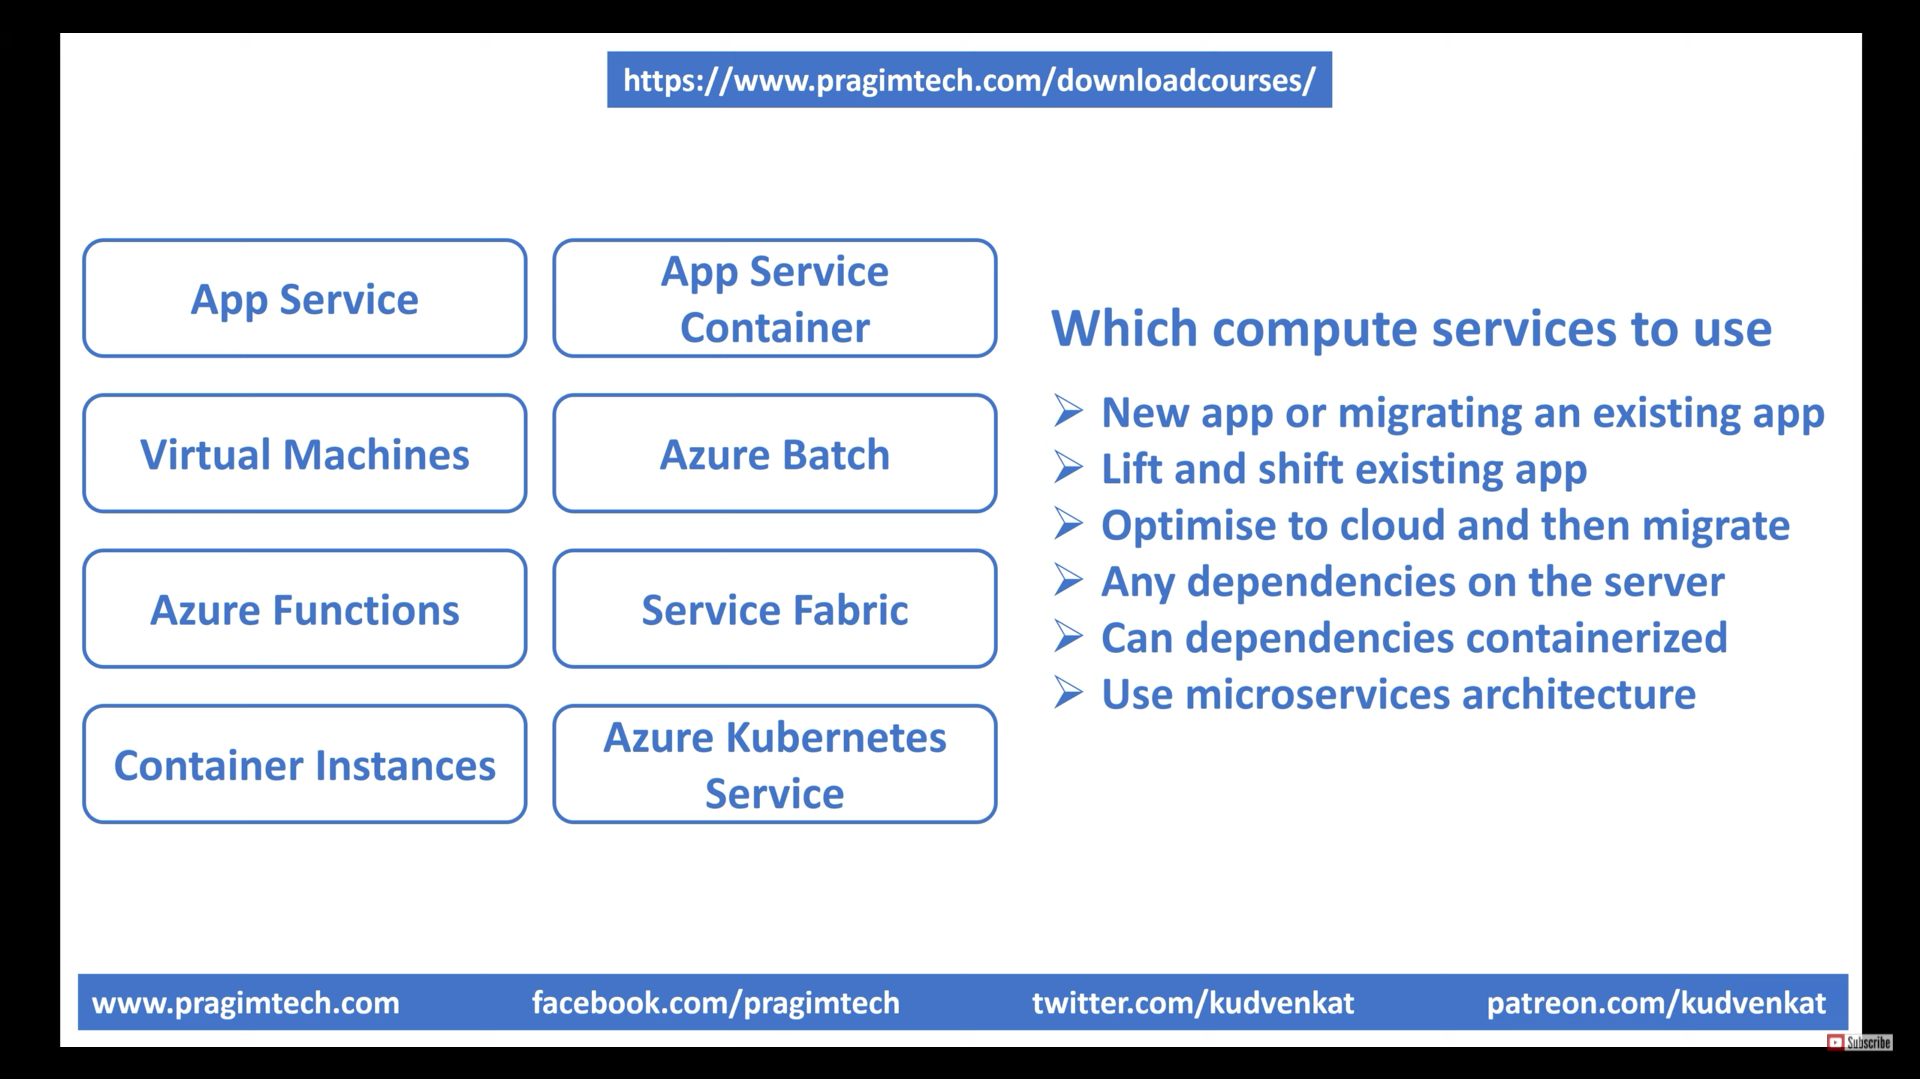 https://www.pragimtech.com/downloadcourses/
App Service
App Service
Container
Virtual Machines
Azure Batch
Azure Functions
Service Fabric
Container Instances
Azure Kubernetes
Service
Which compute services to use
New app or migrating an existing app
Lift and shift existing app
Optimise to cloud and then migrate
Any dependencies on the server
Can dependencies containerized
Use microservices architecture
www.pragimtech.com
facebook.com/pragimtech
twitter.com/kudvenkat
patreon.com/kudvenkat
Subscribe